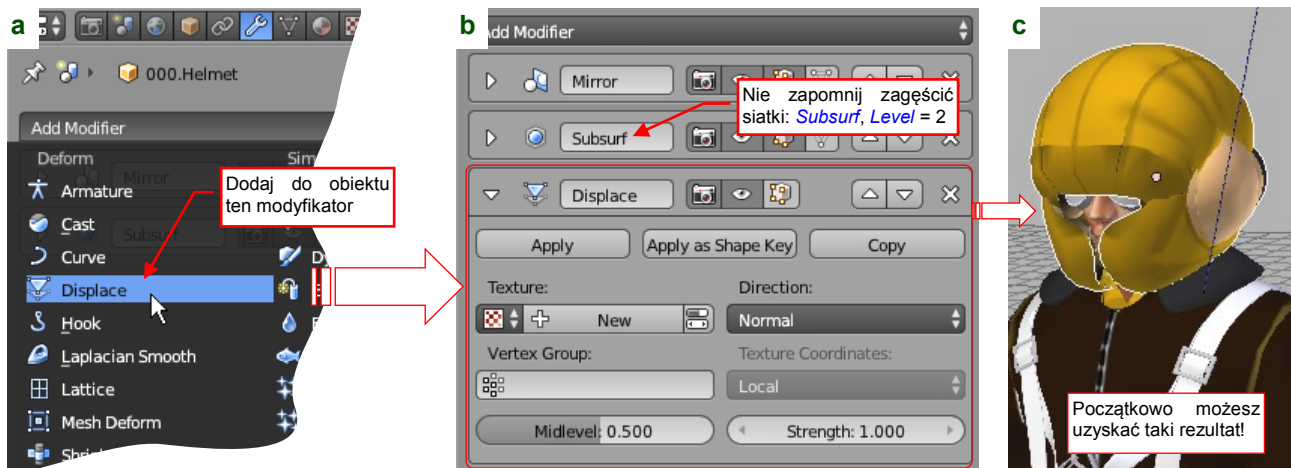 a
000.Helmet
Add Modifier
Deform
Sim
Mirror
Armature
Dodaj do obiektu
ten modyfikator
Cast
Subsurf
Curve
Displace
Hook
Laplacian Smooth
Lattice
Mesh Deform
b
Add Modifier
Mirror
Nie zapomnij zagęścić
siatki: Subsurf, Level = 2
Subsurf
Displace
Apply
Apply as Shape Key
Copy
Texture:
Direction:
New
Normal
Vertex Group:
Texture Coordinates:
Local
Midlevel: 0.500
Strength: 1.000
c
Początkowo możesz
uzyskać taki rezultat!